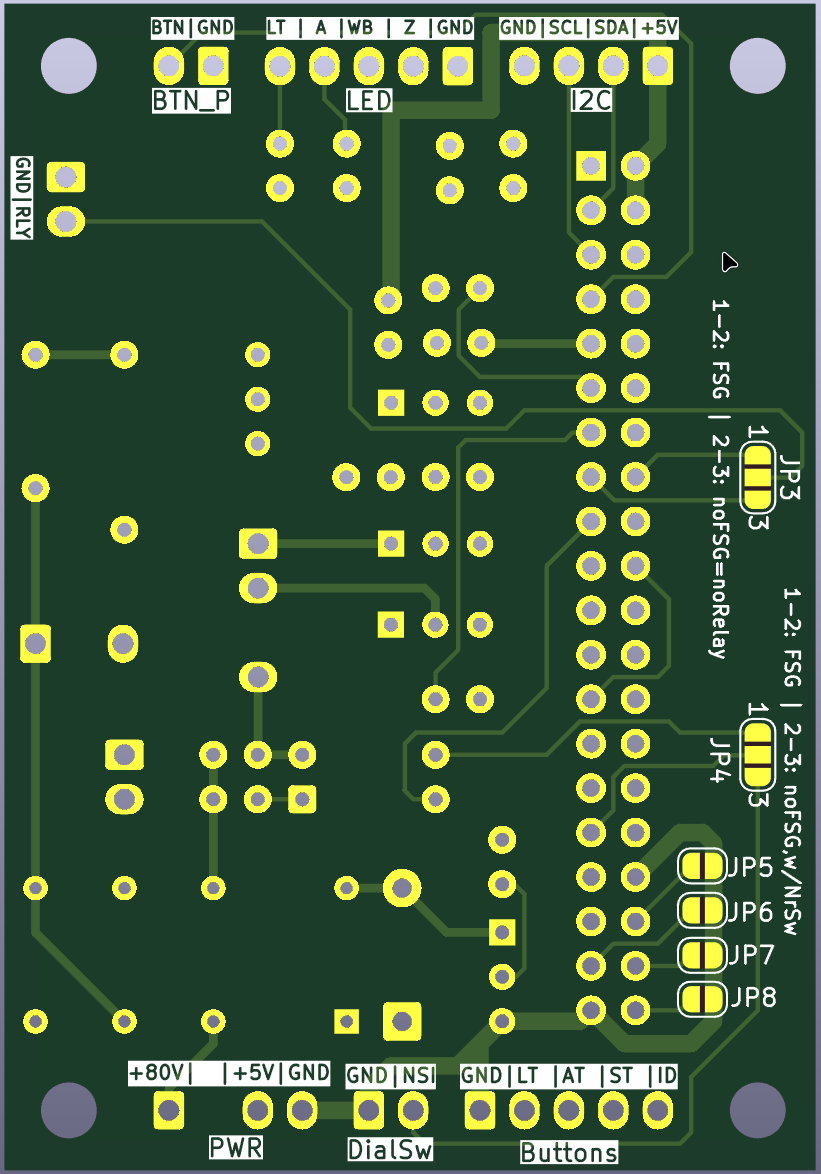 BTN|GND
LT | A |WB | Z |GND
GND|SCL|SDA|+5V
BTN_P
LED
I2C
GND|RLY
1-2: FSG | 2-3: noFSG=noRelay
1
JP3
3
1-2: FSG | 2-3: noFSG,w/NrSw
1
JP4
3
JP5
JP6
JP7
JP8
+80V| |+5V|GND
GND|NSI
GND|LT |AT |ST |ID
PWR
DialSw
Buttons